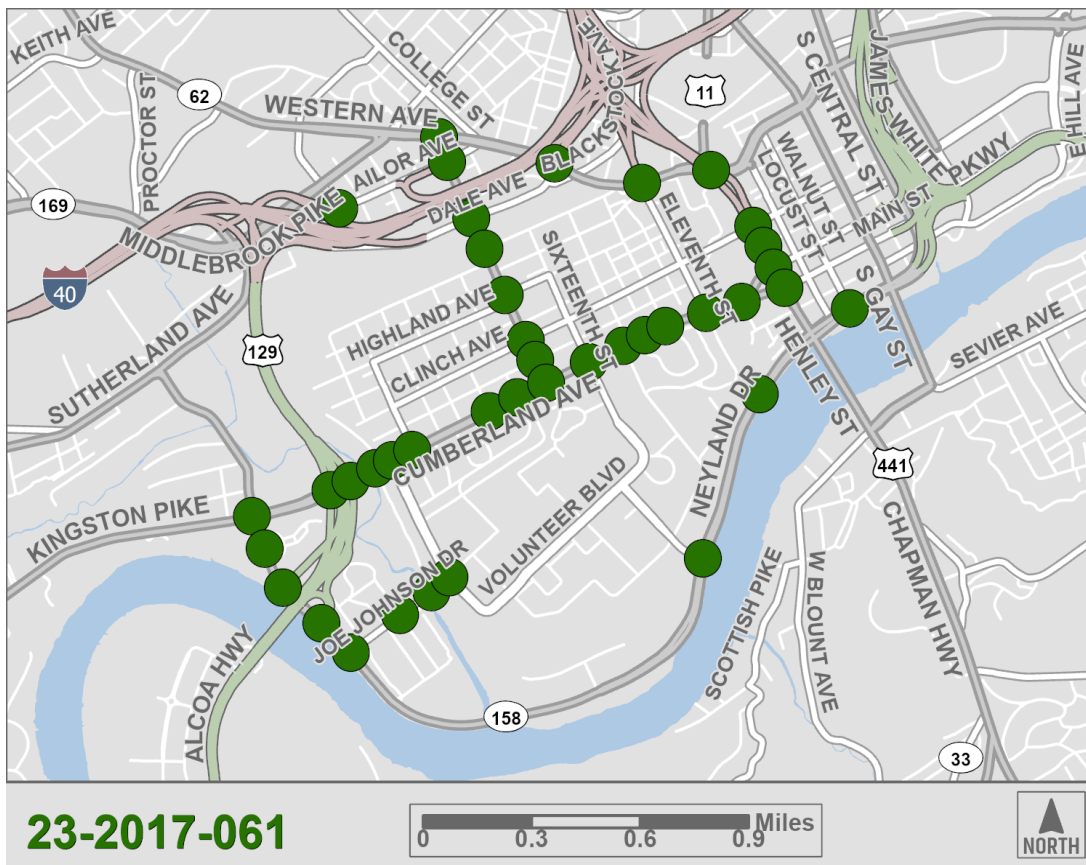 KEITH AVE
COLLEGE ST
BLACKSTOCK AVE
S CENTRAL ST
JAMES WHITE PKWY
E HILL AVE
62
WESTERN AVE
11
PROCTOR ST
AILOR AVE
WALNUT ST
LOCUST ST
169
MIDDLEBROOK PIKE
DALE AVE
ELEVENTH ST
MAIN ST
40
SIXTEENTH ST
S GAY ST
HIGHLAND AVE
CLINCH AVE
SUTHERLAND AVE
129
HENLEY ST
SEVIER AVE
CUMBERLAND AVE
NEYLAND DR
441
KINGSTON PIKE
VOLUNTEER BLVD
CHAPMAN HWY
JOE JOHNSON DR
SCOTTISH PIKE
W BLOUNT AVE
ALCOA HWY
158
33
23-2017-061
Miles
0 0.3 0.6 0.9
NORTH